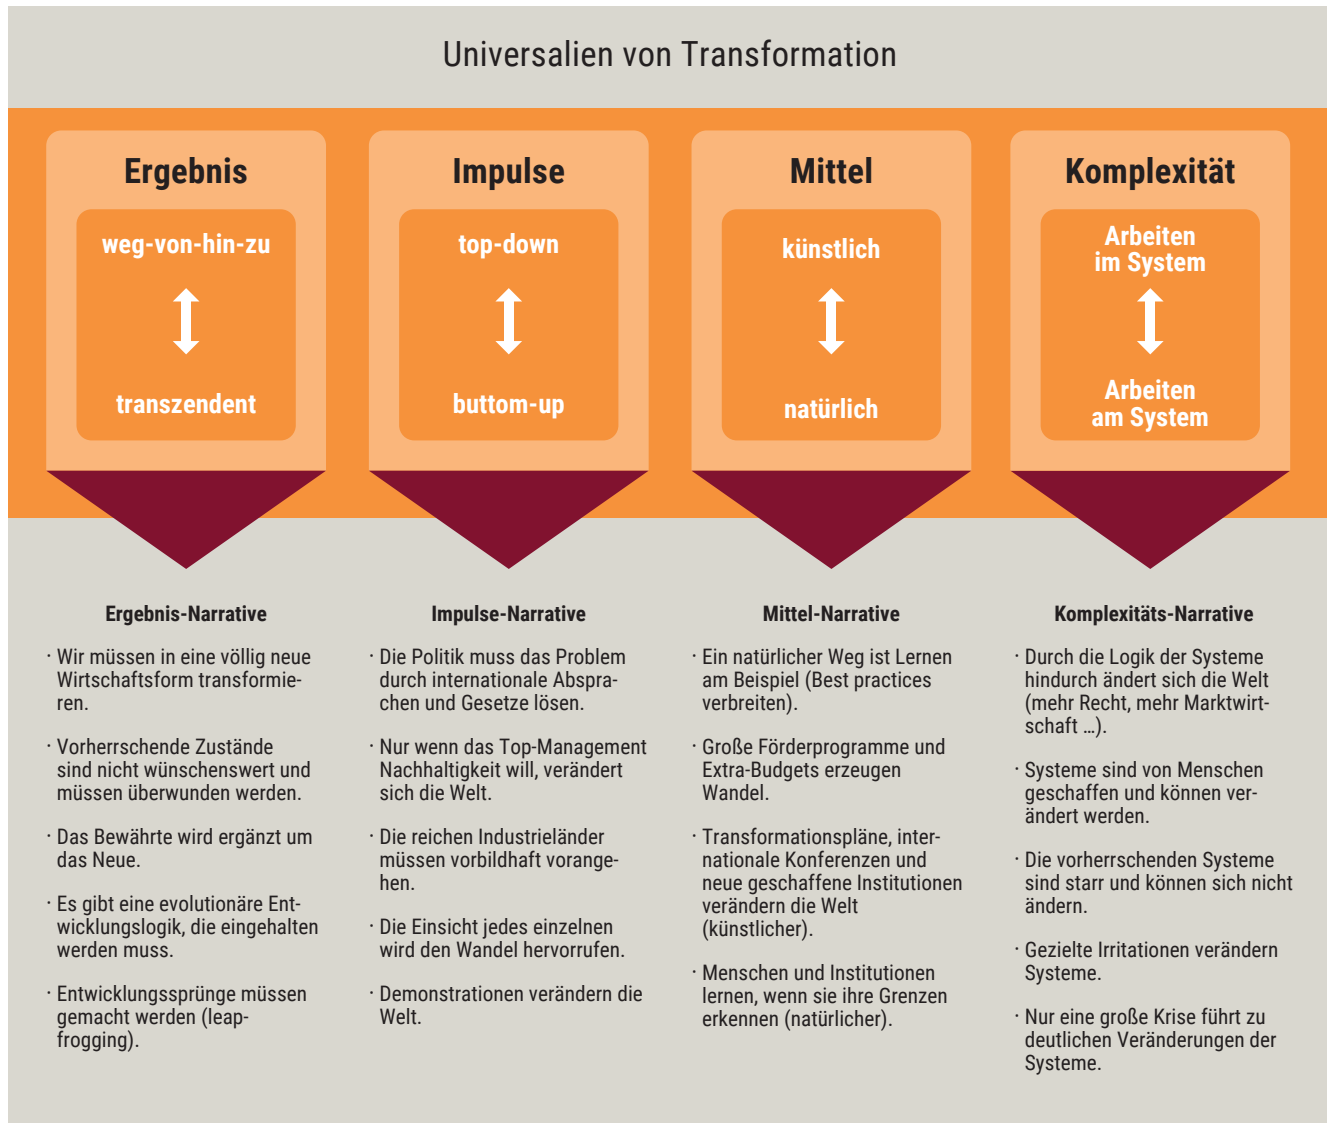 Universalien von Transformation
Ergebnis
weg-von-hin-zu
transzendent
Impulse
top-down
buttom-up
Mittel
künstlich
natürlich
Komplexität
Arbeiten
im System
Arbeiten
am System
Ergebnis-Narrative
· Wir müssen in eine völlig neue
Wirtschaftsform transformie-
ren.
· Vorherrschende Zustände
sind nicht wünschenswert und
müssen überwunden werden.
· Das Bewährte wird ergänzt um
das Neue.
· Es gibt eine evolutionäre Ent-
wicklungslogik, die eingehalten
werden muss.
· Entwicklungssprünge müssen
gemacht werden (leap-
frogging).
Impulse-Narrative
· Die Politik muss das Problem
durch internationale Abspra-
chen und Gesetze lösen.
· Nur wenn das Top-Management
Nachhaltigkeit will, verändert
sich die Welt.
· Die reichen Industrieländer
müssen vorbildhaft vorange-
hen.
· Die Einsicht jedes einzelnen
wird den Wandel hervorrufen.
· Demonstrationen verändern die
Welt.
Mittel-Narrative
· Ein natürlicher Weg ist Lernen
am Beispiel (Best practices
verbreiten).
· Große Förderprogramme und
Extra-Budgets erzeugen
Wandel.
· Transformationspläne, inter-
nationale Konferenzen und
neue geschaffene Institutionen
verändern die Welt
(künstlicher).
· Menschen und Institutionen
lernen, wenn sie ihre Grenzen
erkennen (natürlicher).
Komplexitäts-Narrative
· Durch die Logik der Systeme
hindurch ändert sich die Welt
(mehr Recht, mehr Marktwirt-
schaft …).
· Systeme sind von Menschen
geschaffen und können ver-
ändert werden.
· Die vorherrschenden Systeme
sind starr und können sich nicht
ändern.
· Gezielte Irritationen verändern
Systeme.
· Nur eine große Krise führt zu
deutlichen Veränderungen der
Systeme.